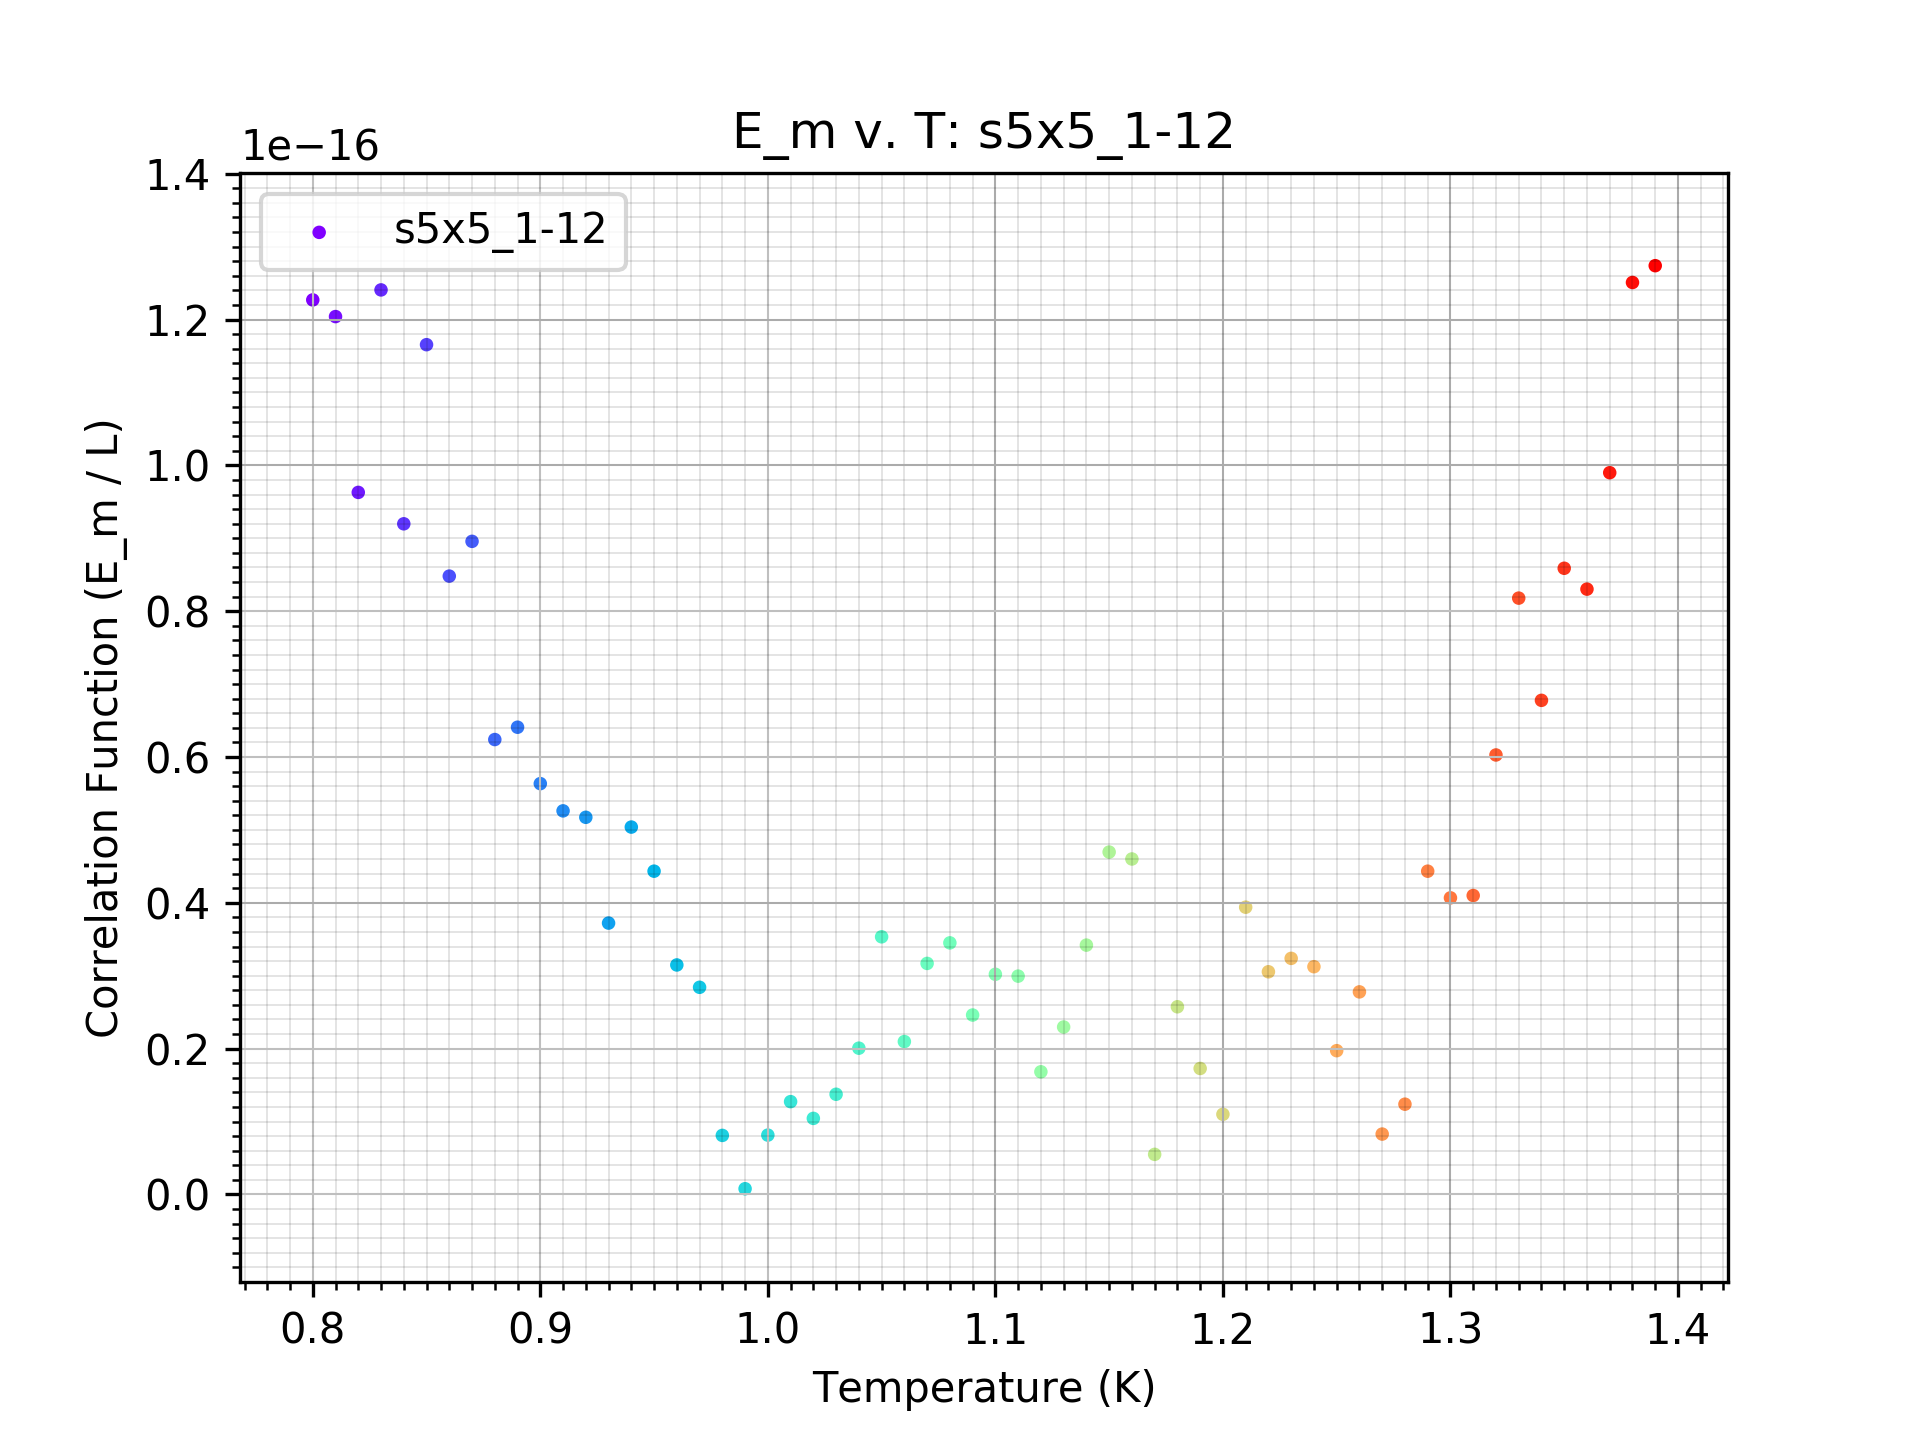 E_m v. T: s5x5_1-12
1e−16
s5x5_1-12
1.4
1.2
1.0
0.8
0.6
0.4
0.2
0.0
Correlation Function (E_m / L)
0.8 0.9 1.0 1.1 1.2 1.3 1.4
Temperature (K)